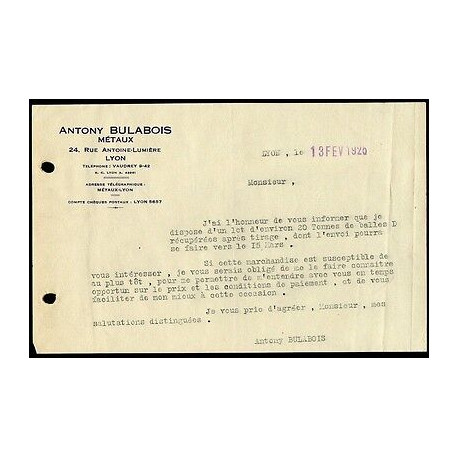 ANTONY BULABOIS
MÉTAUX
24, RUE ANTOINE-LUMIÈRE
LYON
TÉLÉPHONE : VAUDREY 9-42
R. C. LYON A.
ADRESSE TÉLÉGRAPHIQUE :
MÉTAUX-LYON
COMPTE CHÈQUES POSTAUX : LYON 5657
LYON, le 13 FEV 1926
Monsieur,
J'ai l'honneur de vous informer que je
dispose d'un lot d'environ 20 Tonnes de balles D
récupérées après tirage, dont l'envoi pourra
se faire vers le 15 Mars.
Si cette marchandise est susceptible de
vous intéresser, je vous serais obligé de me le faire connaître
au plus tôt, pour me permettre de m'entendre avec vous en temps
opportun sur le prix et les conditions de paiement, et de vous
faciliter de mon mieux à cette occasion.
Je vous prie d'agréer, Monsieur, mes
salutations distinguées.
Antony BULABOIS